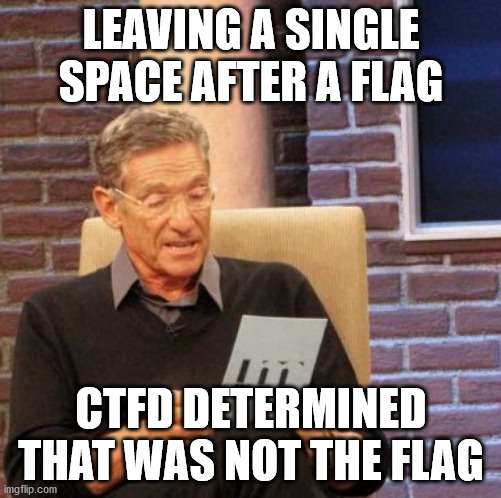 LEAVING A SINGLE
SPACE AFTER A FLAG
CTFD DETERMINED
THAT WAS NOT THE FLAG
imgflip.com